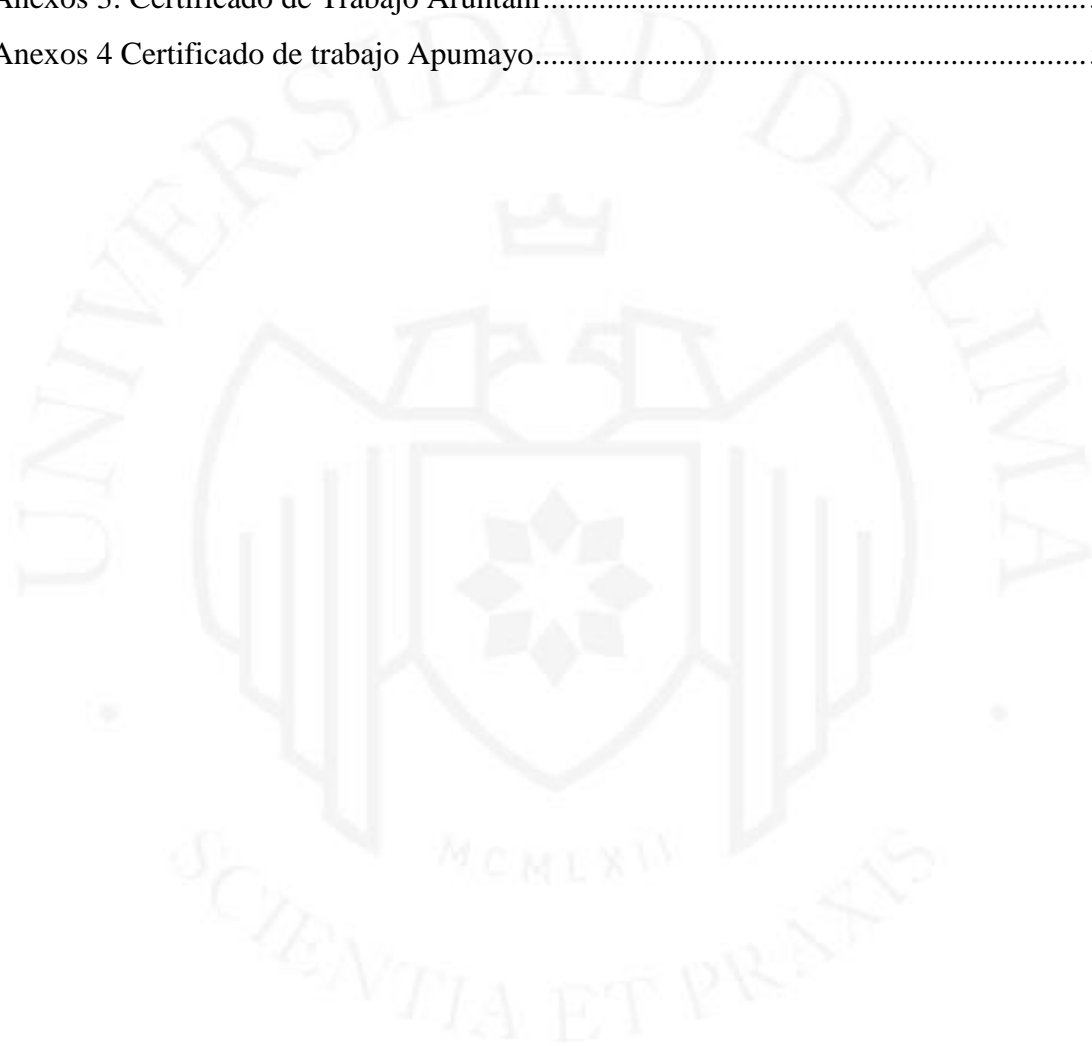 Anexos 3: Certificado de Trabajo Aruntani....................................................................
Anexos 4 Certificado de trabajo Apumayo.....................................................................
UNIVERSIDAD DE LIMA
MCMLXII
SCIENTIA ET PRAXIS